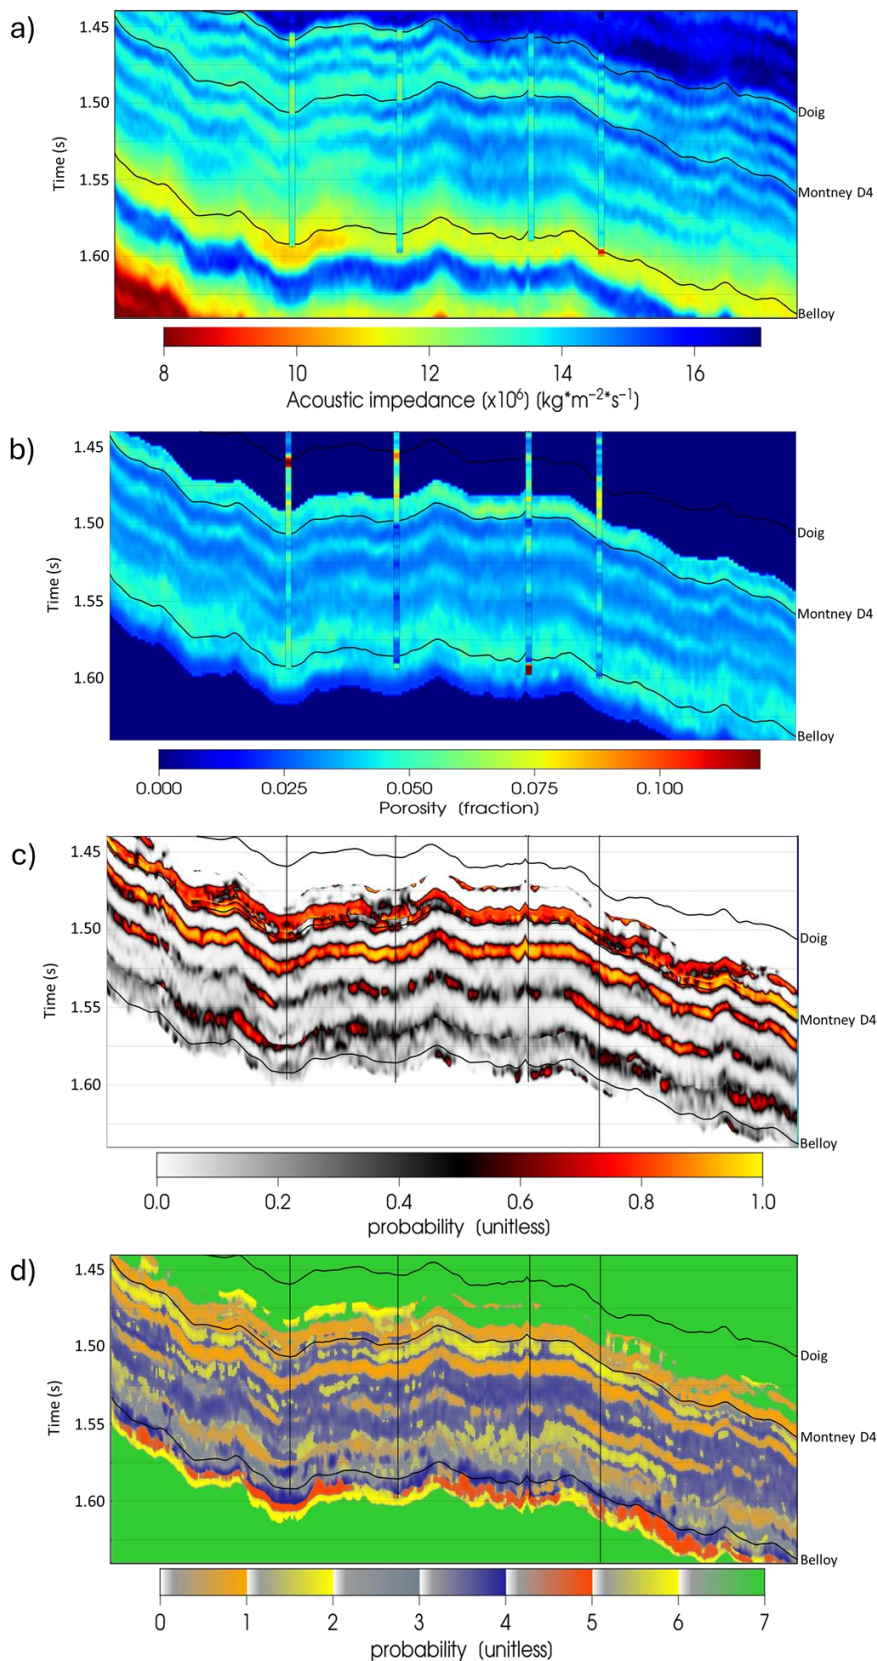 a)
1.45
1.50
1.55
1.60
Time (s)
Doig
Montney D4
Belloy
8 10 12 14 16
Acoustic impedance (x10⁶) (kg*m⁻²*s⁻¹)
b)
1.45
1.50
1.55
1.60
Time (s)
Doig
Montney D4
Belloy
0.000 0.025 0.050 0.075 0.100
Porosity (fraction)
c)
1.45
1.50
1.55
1.60
Time (s)
Doig
Montney D4
Belloy
0.0 0.2 0.4 0.6 0.8 1.0
probability (unitless)
d)
1.45
1.50
1.55
1.60
Time (s)
Doig
Montney D4
Belloy
0 1 2 3 4 5 6 7
probability (unitless)